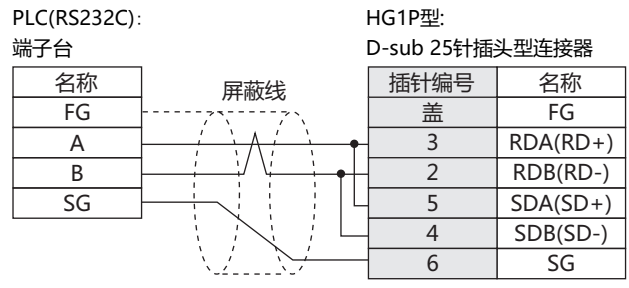 PLC(RS232C):
端子台
HG1P型:
D-sub 25针插头型连接器
名称
FG
A
B
SG
屏蔽线
插针编号 名称
盖 FG
3 RDA(RD+)
2 RDB(RD-)
5 SDA(SD+)
4 SDB(SD-)
6 SG